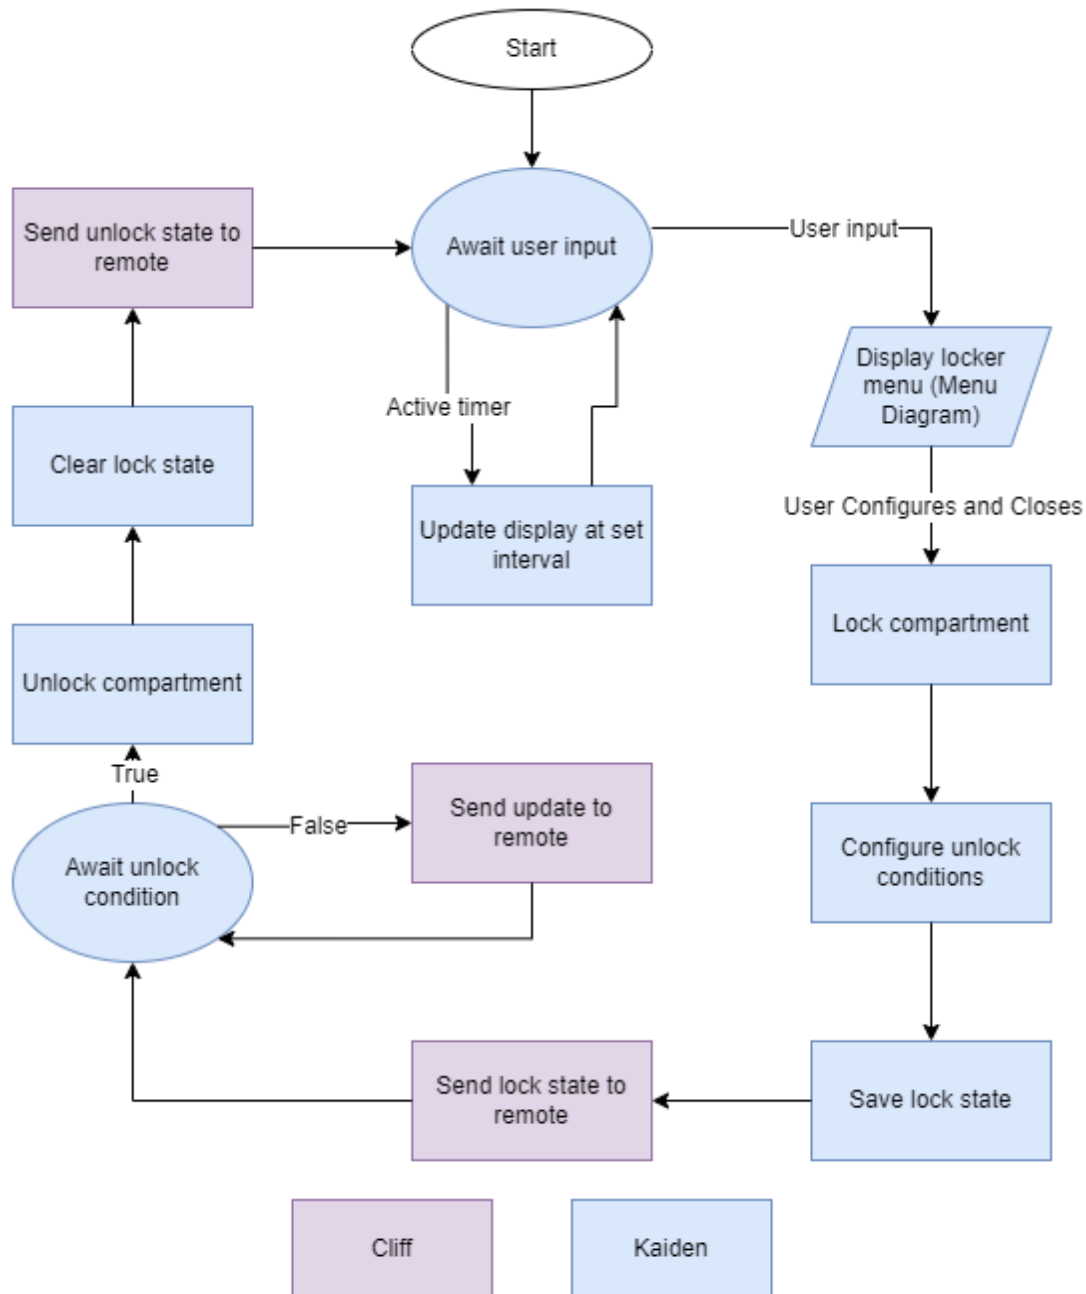 Start
Send unlock state to
remote
Await user input
User input
Display locker
menu (Menu
Diagram)
Active timer
Clear lock state
Update display at set
interval
User Configures and Closes
Lock compartment
Unlock compartment
True
False
Send update to
remote
Await unlock
condition
Configure unlock
conditions
Send lock state to
remote
Save lock state
Cliff
Kaiden